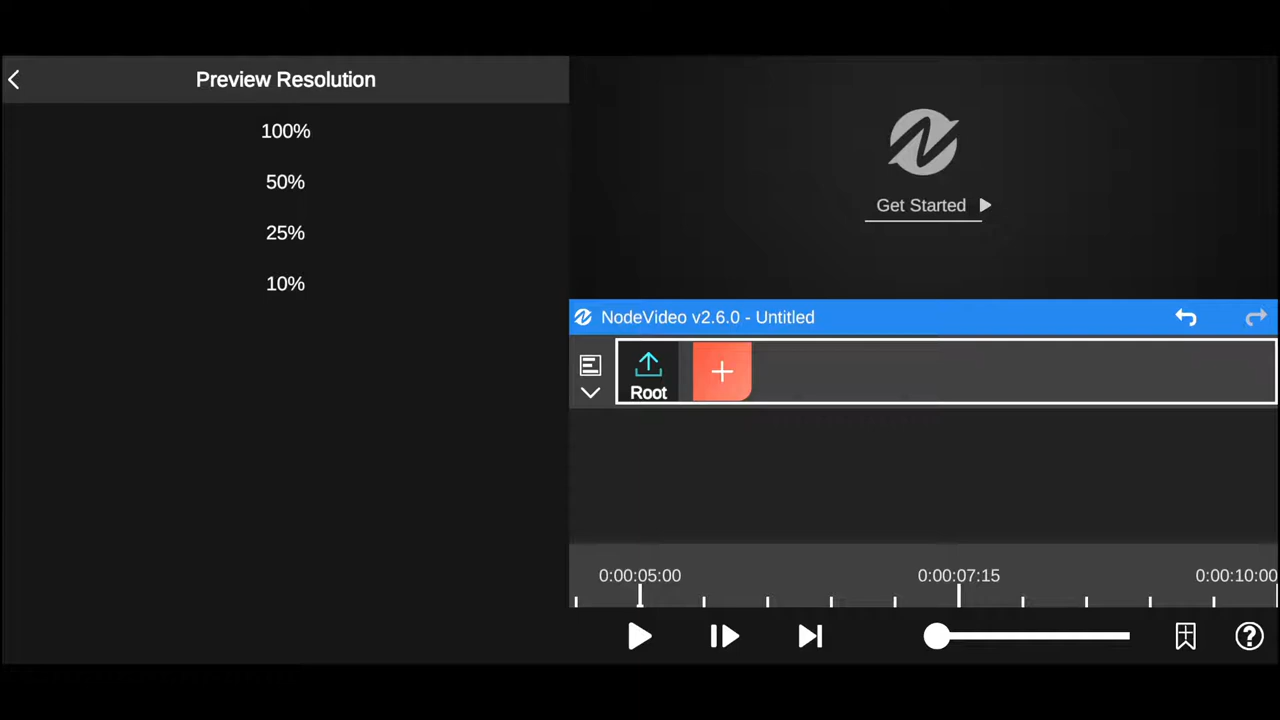 Preview Resolution
100%
50%
25%
10%
Get Started
NodeVideo v2.6.0 - Untitled
Root
0:00:05:00
0:00:07:15
0:00:10:00